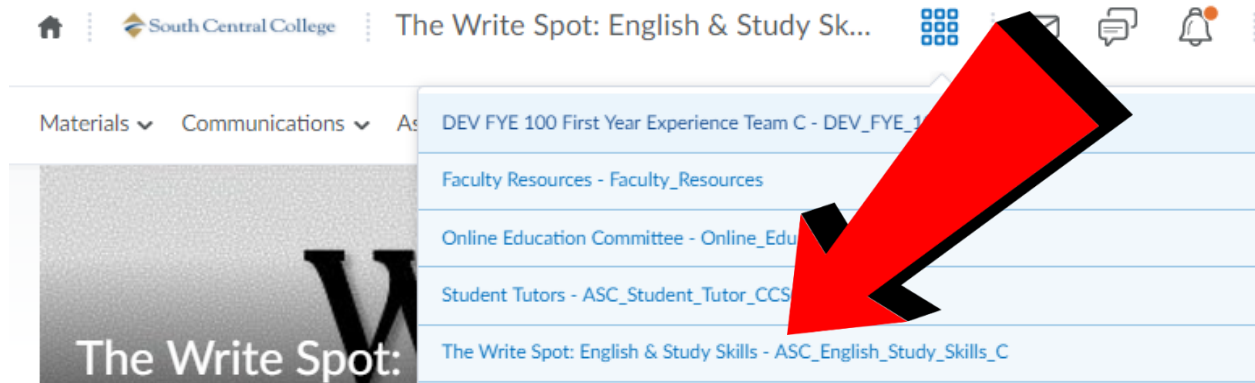 South Central College
The Write Spot: English & Study Sk...
Materials
Communications
As
DEV FYE 100 First Year Experience Team C - DEV_FYE_1
Faculty Resources - Faculty_Resources
Online Education Committee - Online_Edu
Student Tutors - ASC_Student_Tutor_CCS
The Write Spot: English & Study Skills - ASC_English_Study_Skills_C
W
The Write Spot: